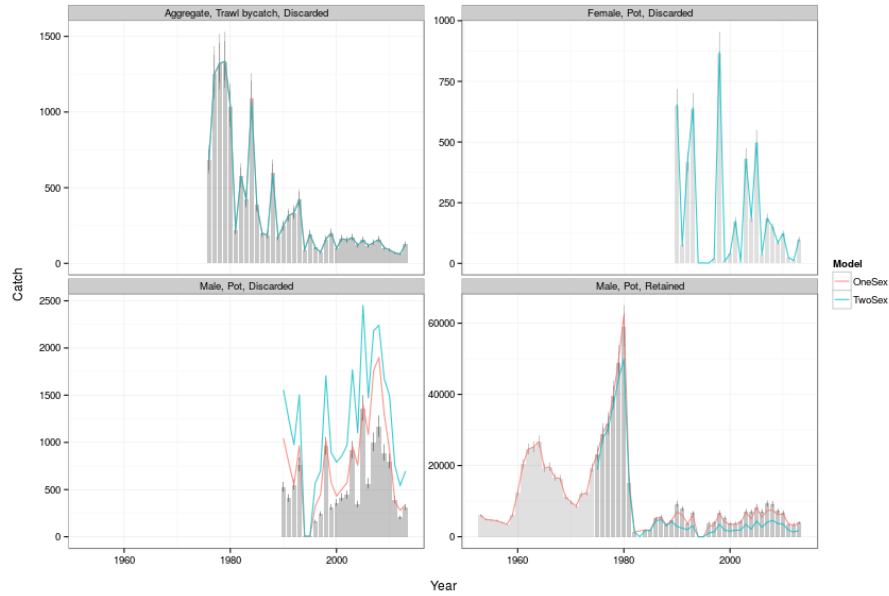 Aggregate, Trawl bycatch, Discarded
Female, Pot, Discarded
1500
1000
500
0
1000
750
500
250
0
Male, Pot, Discarded
Male, Pot, Retained
2500
2000
1500
1000
500
0
60000
40000
20000
0
1960
1980
2000
1960
1980
2000
Catch
Year
Model
OneSex
TwoSex